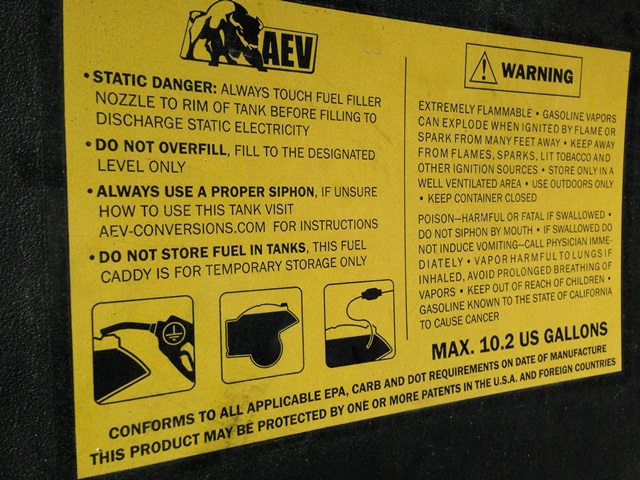 AEV
• STATIC DANGER: ALWAYS TOUCH FUEL FILLER
NOZZLE TO RIM OF TANK BEFORE FILLING TO
DISCHARGE STATIC ELECTRICITY
• DO NOT OVERFILL, FILL TO THE DESIGNATED
LEVEL ONLY
• ALWAYS USE A PROPER SIPHON, IF UNSURE
HOW TO USE THIS TANK VISIT
AEV-CONVERSIONS.COM FOR INSTRUCTIONS
• DO NOT STORE FUEL IN TANKS, THIS FUEL
CADDY IS FOR TEMPORARY STORAGE ONLY
WARNING
EXTREMELY FLAMMABLE • GASOLINE VAPORS
CAN EXPLODE WHEN IGNITED BY FLAME OR
SPARK FROM MANY FEET AWAY • KEEP AWAY
FROM FLAMES, SPARKS, LIT TOBACCO AND
OTHER IGNITION SOURCES • STORE ONLY IN A
WELL VENTILATED AREA • USE OUTDOORS ONLY
• KEEP CONTAINER CLOSED
POISON—HARMFUL OR FATAL IF SWALLOWED •
DO NOT SIPHON BY MOUTH • IF SWALLOWED DO
NOT INDUCE VOMITING—CALL PHYSICIAN IMME-
DIATELY • VAPOR HARMFUL TO LUNGS IF
INHALED, AVOID PROLONGED BREATHING OF
VAPORS • KEEP OUT OF REACH OF CHILDREN •
GASOLINE KNOWN TO THE STATE OF CALIFORNIA
TO CAUSE CANCER
MAX. 10.2 US GALLONS
CONFORMS TO ALL APPLICABLE EPA, CARB AND DOT REQUIREMENTS ON DATE OF MANUFACTURE
THIS PRODUCT MAY BE PROTECTED BY ONE OR MORE PATENTS IN THE U.S.A. AND FOREIGN COUNTRIES